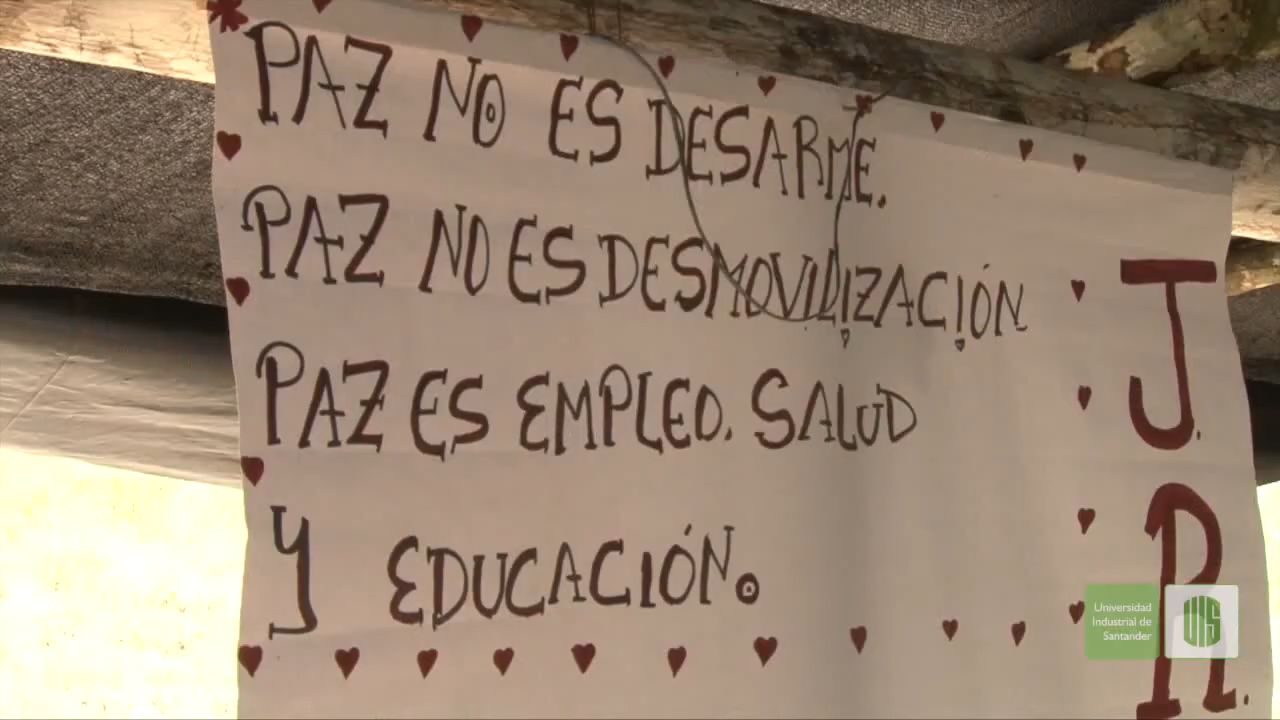 PAZ NO ES DESARME.
PAZ NO ES DESMOVILIZACIÓN
PAZ ES EMPLEO. SALUD
Y EDUCACIÓN.
J.
R.
Universidad
Industrial de
Santander
UIS